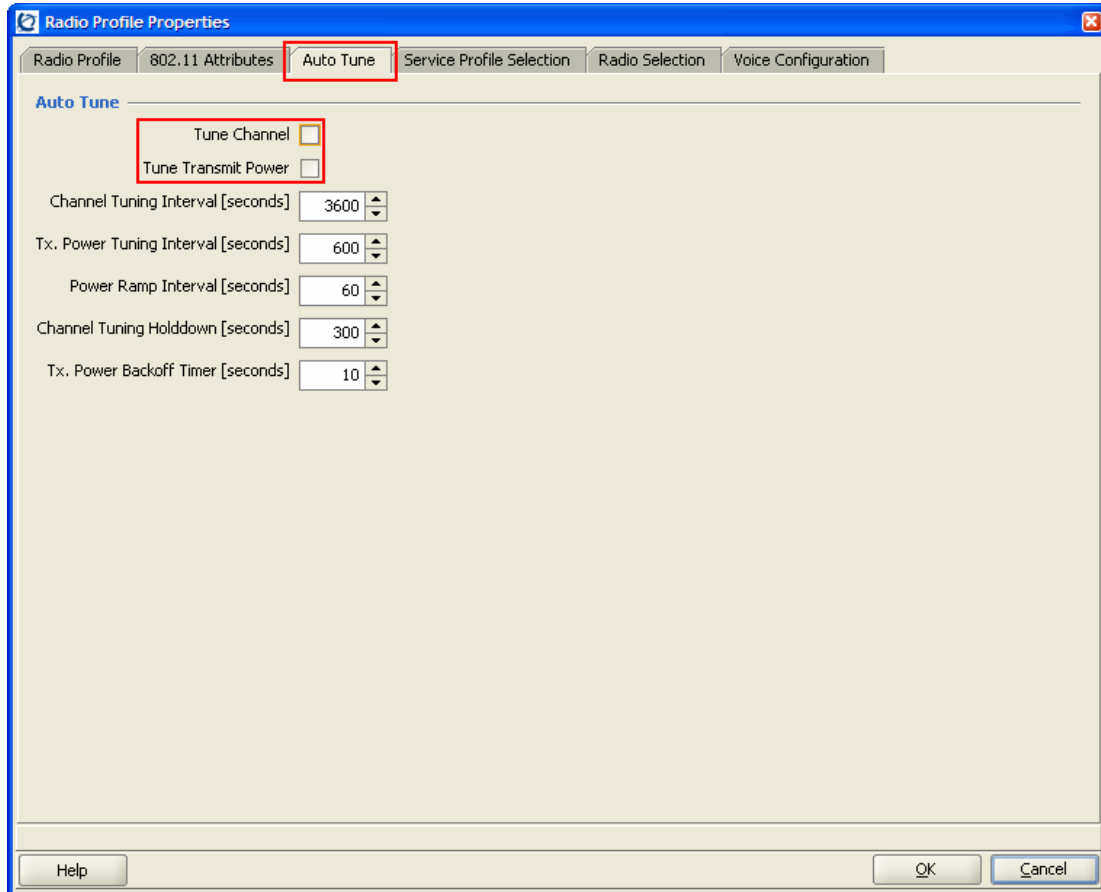 Radio Profile Properties
Radio Profile 802.11 Attributes Auto Tune Service Profile Selection Radio Selection Voice Configuration
Auto Tune
Tune Channel
Tune Transmit Power
Channel Tuning Interval [seconds] 3600
Tx. Power Tuning Interval [seconds] 600
Power Ramp Interval [seconds] 60
Channel Tuning Holddown [seconds] 300
Tx. Power Backoff Timer [seconds] 10
Help OK Cancel